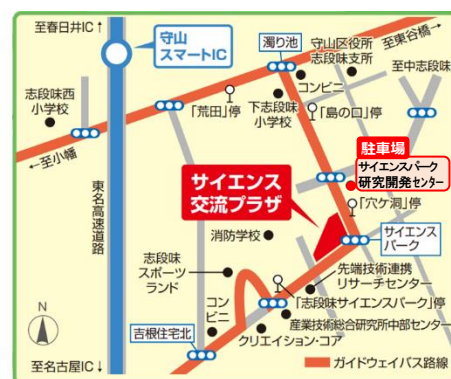 至春日井IC↑
守山
スマートIC
濁り池
守山区役所
志段味支所
至東谷橋→
コンビニ
至中志段味
志段味西
小学校
「荒田」停
下志段味
小学校
「島の口」停
←至小幡
駐車場
サイエンスパーク
研究開発センター
サイエンス
交流プラザ
「穴ケ洞」停
東名高速道路
消防学校
サイエンス
パーク
志段味
スポーツ
ランド
先端技術連携
リサーチセンター
コン
ビニ
「志段味サイエンスパーク」停
産業技術総合研究所中部センター
N
吉根住宅北
クリエイション・コア
至名古屋IC↓
ガイドウェイバス路線